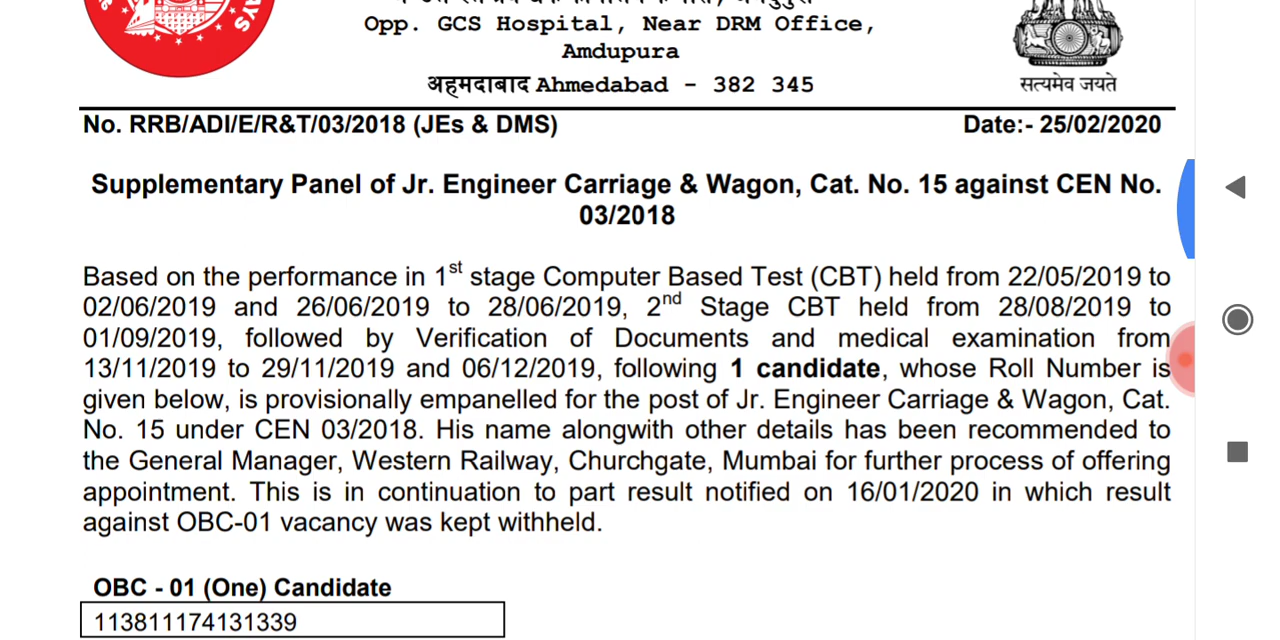 Opp. GCS Hospital, Near DRM Office,
Amdupura
अहमदाबाद Ahmedabad - 382 345
सत्यमेव जयते
No. RRB/ADI/E/R&T/03/2018 (JEs & DMS) Date:- 25/02/2020
Supplementary Panel of Jr. Engineer Carriage & Wagon, Cat. No. 15 against CEN No.
03/2018
Based on the performance in 1st stage Computer Based Test (CBT) held from 22/05/2019 to
02/06/2019 and 26/06/2019 to 28/06/2019, 2nd Stage CBT held from 28/08/2019 to
01/09/2019, followed by Verification of Documents and medical examination from
13/11/2019 to 29/11/2019 and 06/12/2019, following 1 candidate, whose Roll Number is
given below, is provisionally empanelled for the post of Jr. Engineer Carriage & Wagon, Cat.
No. 15 under CEN 03/2018. His name alongwith other details has been recommended to
the General Manager, Western Railway, Churchgate, Mumbai for further process of offering
appointment. This is in continuation to part result notified on 16/01/2020 in which result
against OBC-01 vacancy was kept withheld.
OBC - 01 (One) Candidate
113811174131339